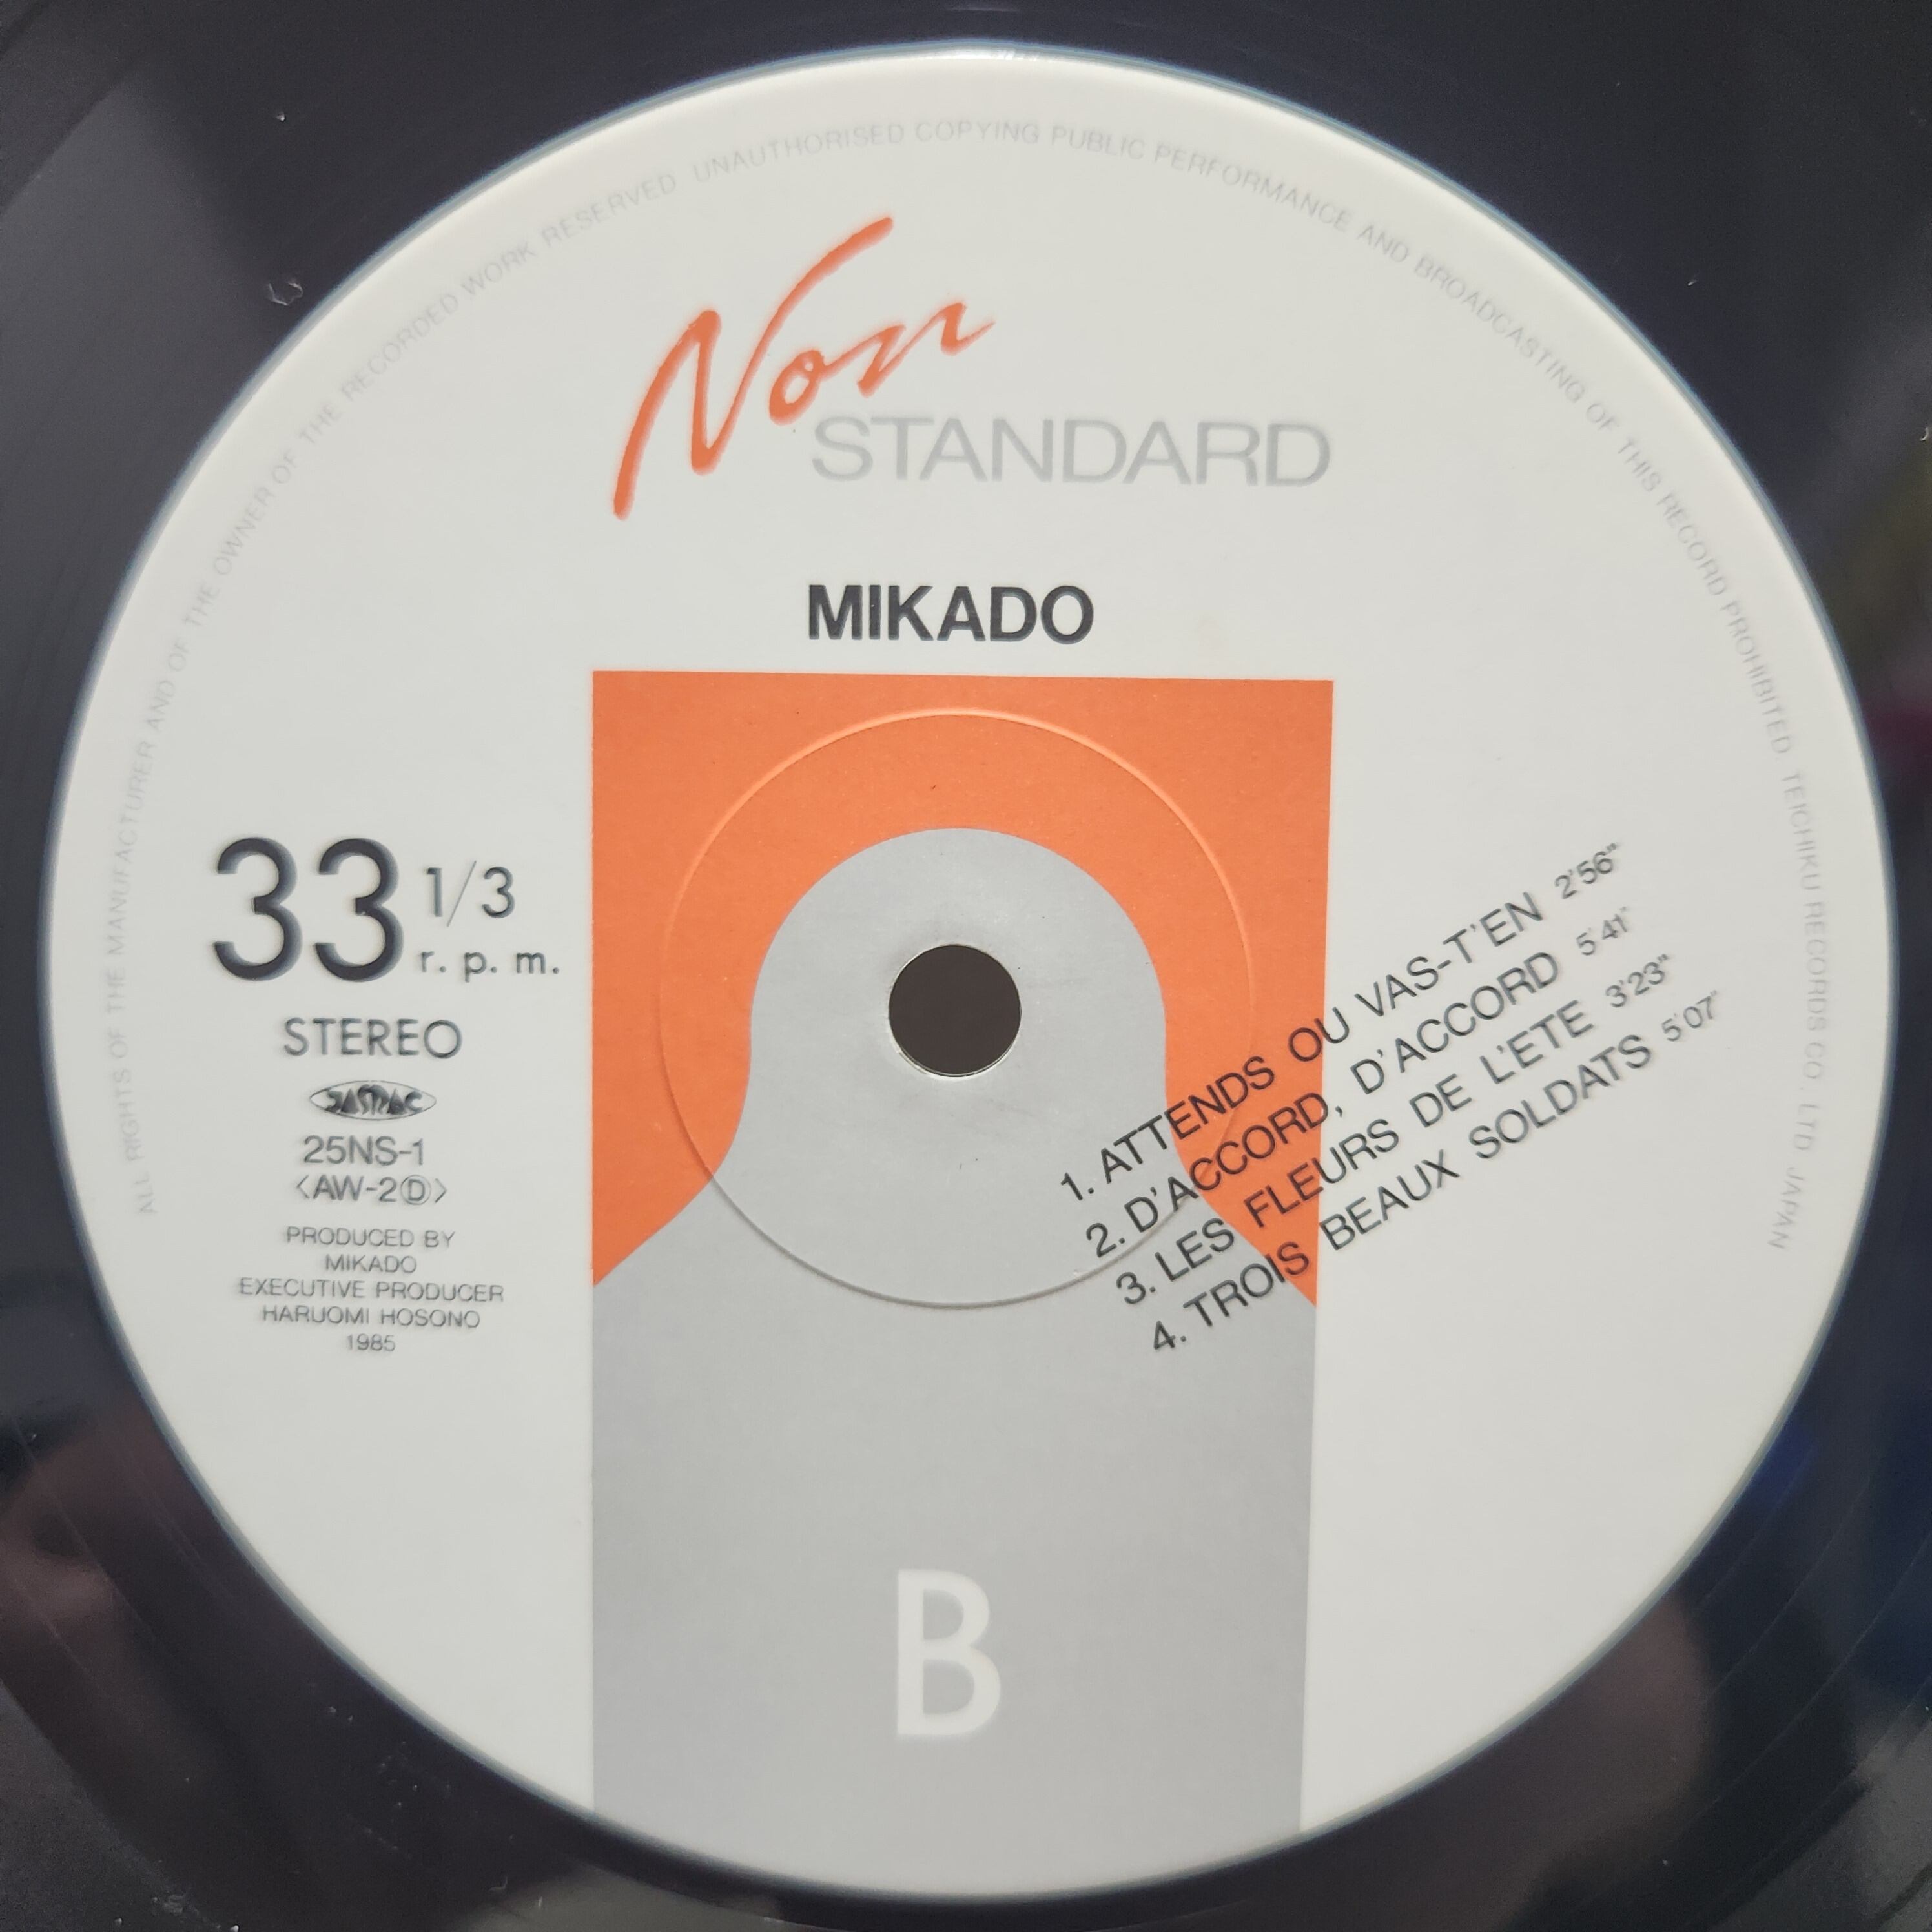 ALL RIGHTS OF THE MANUFACTURER AND OF THE OWNER OF THE RECORDED WORK RESERVED UNAUTHORISED COPYING PUBLIC PERFORMANCE AND BROADCASTING OF THIS RECORD PROHIBITED. TEICHIKU RECORDS CO., LTD. JAPAN
Non
STANDARD
MIKADO
33 1/3
r. p. m.
STEREO
JASRAC
25NS-1
<AW-2Ⓓ>
PRODUCED BY
MIKADO
EXECUTIVE PRODUCER
HARUOMI HOSONO
1985
1. ATTENDS OU VAS-T'EN 2'56"
2. D'ACCORD, D'ACCORD 5'41"
3. LES FLEURS DE L'ETE 3'23"
4. TROIS BEAUX SOLDATS 5'07"
B